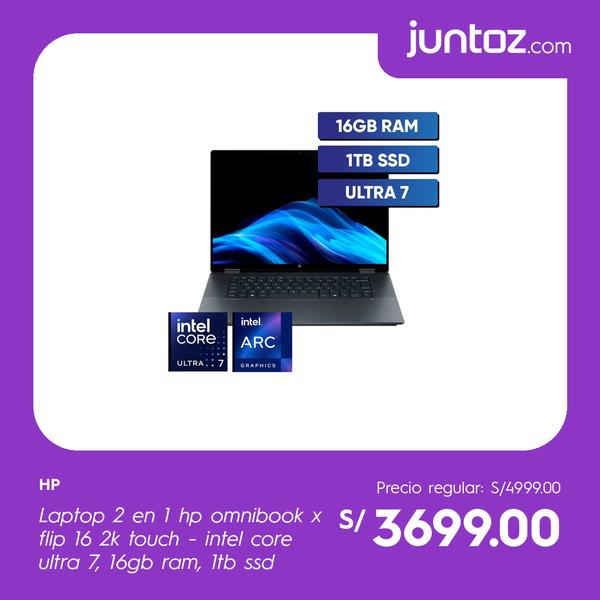 juntoz.com
16GB RAM
1TB SSD
ULTRA 7
intel
CORE
ULTRA 7
intel
ARC
GRAPHICS
HP
Laptop 2 en 1 hp omnibook x
flip 16 2k touch - intel core
ultra 7, 16gb ram, 1tb ssd
Precio regular: S/4999.00
S/ 3699.00